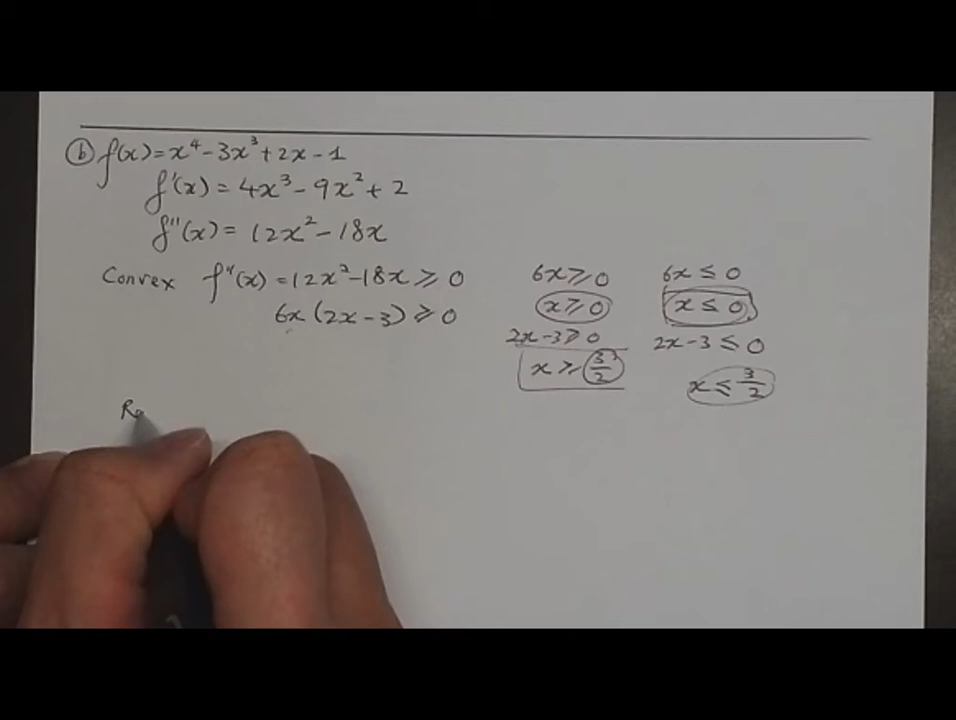 ⓑ f(x) = x⁴ - 3x³ + 2x - 1
f'(x) = 4x³ - 9x² + 2
f''(x) = 12x² - 18x
Convex f''(x) = 12x² - 18x ⩾ 0
6x (2x - 3) ⩾ 0
6x ⩾ 0
x ⩾ 0
2x - 3 ⩾ 0
x ⩾ 3/2
6x ≤ 0
x ≤ 0
2x - 3 ≤ 0
x ≤ 3/2